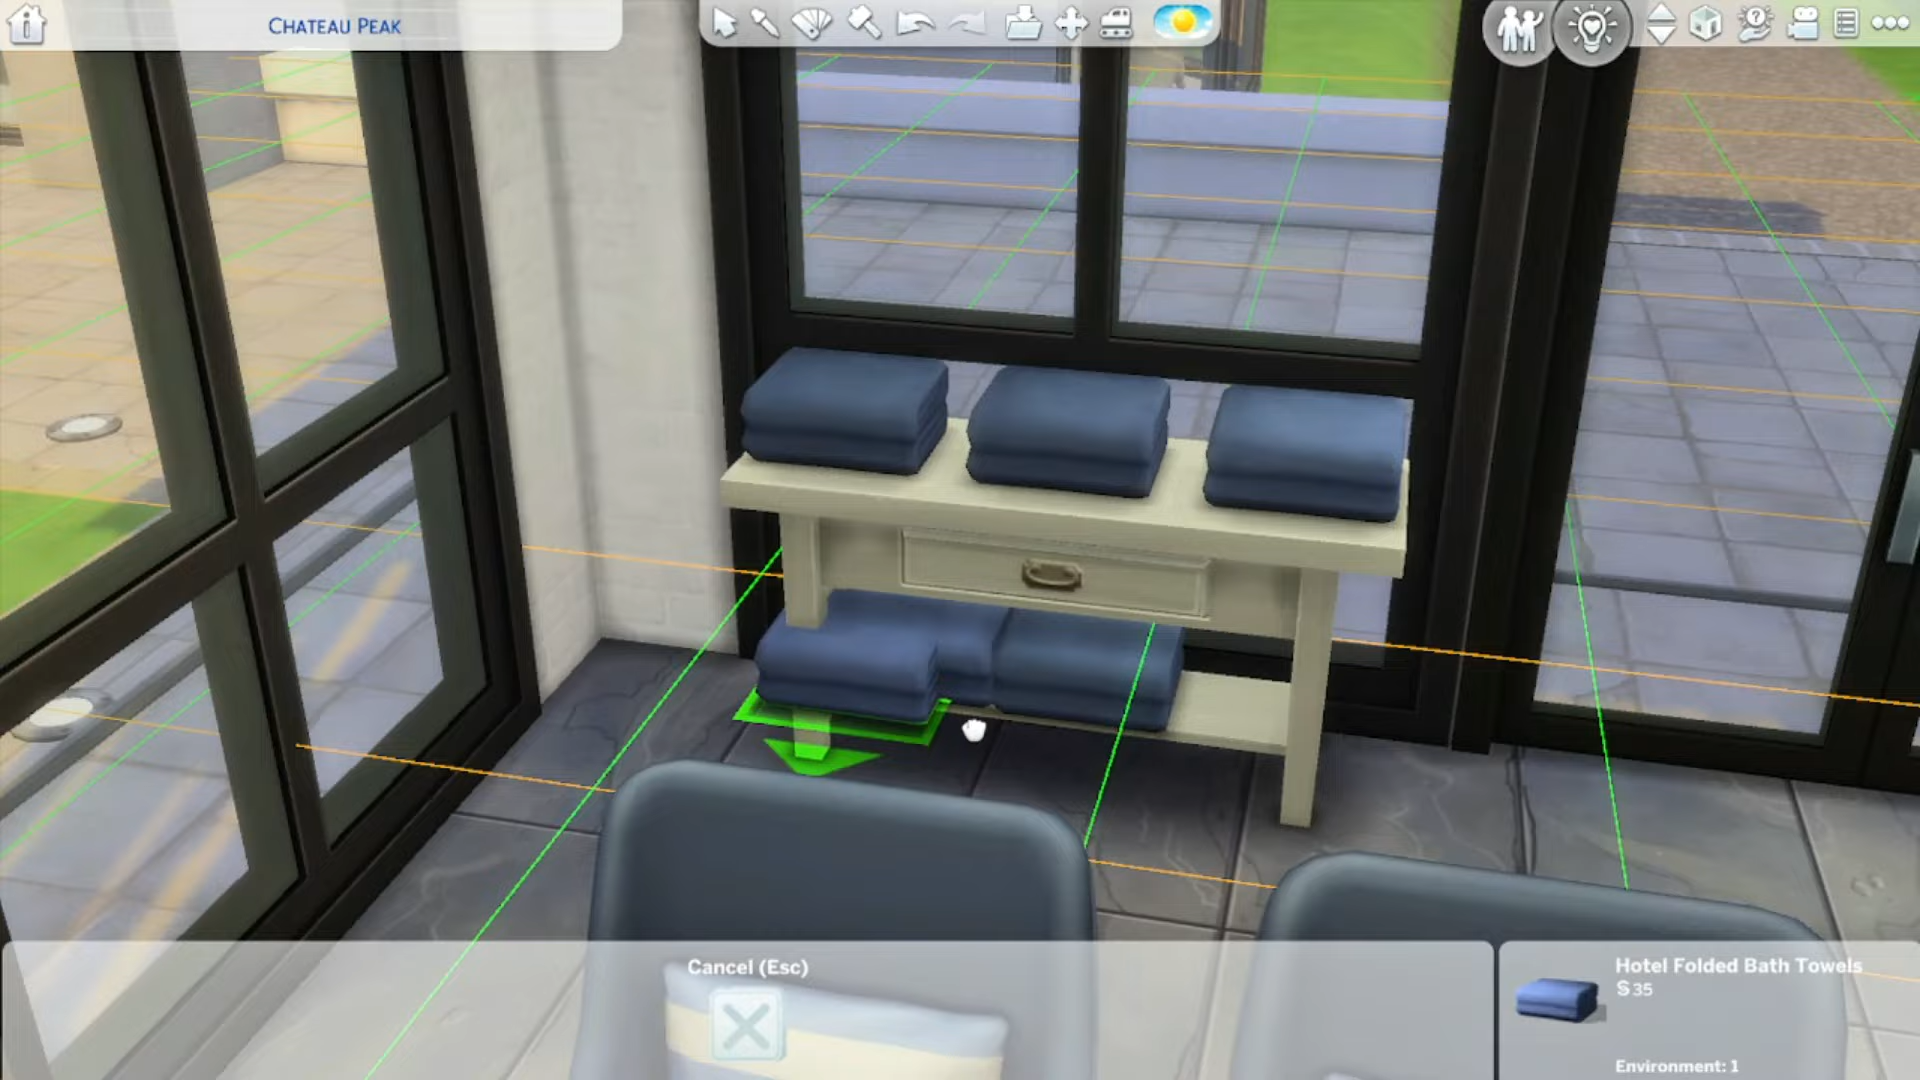 CHATEAU PEAK
Cancel (Esc)
Hotel Folded Bath Towels
§35
Environment: 1